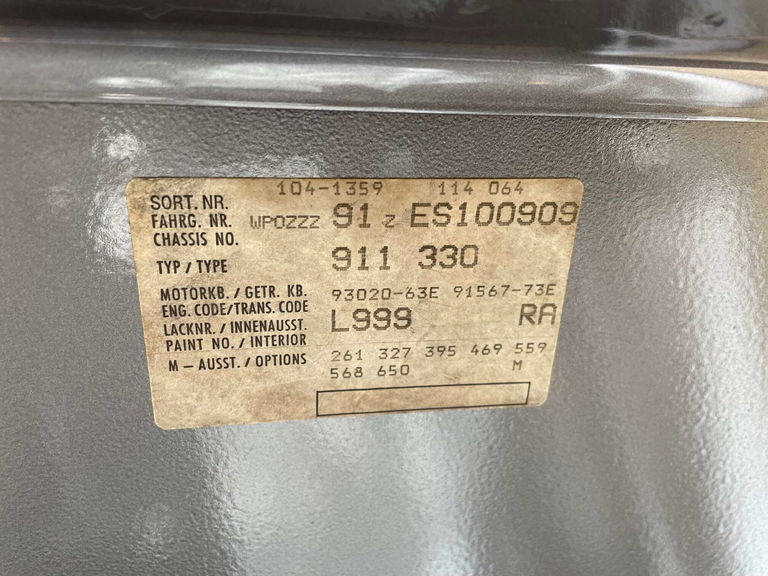 104-1359 114 064
SORT. NR.
FAHRG. NR. WPOZZZ 91 Z ES100909
CHASSIS NO.
TYP / TYPE 911 330
MOTORKB. / GETR. KB. 93020-63E 91567-73E
ENG. CODE/TRANS. CODE
LACKNR. / INNENAUSST. L999 RA
PAINT NO. / INTERIOR
M – AUSST. / OPTIONS 261 327 395 469 559
568 650 M